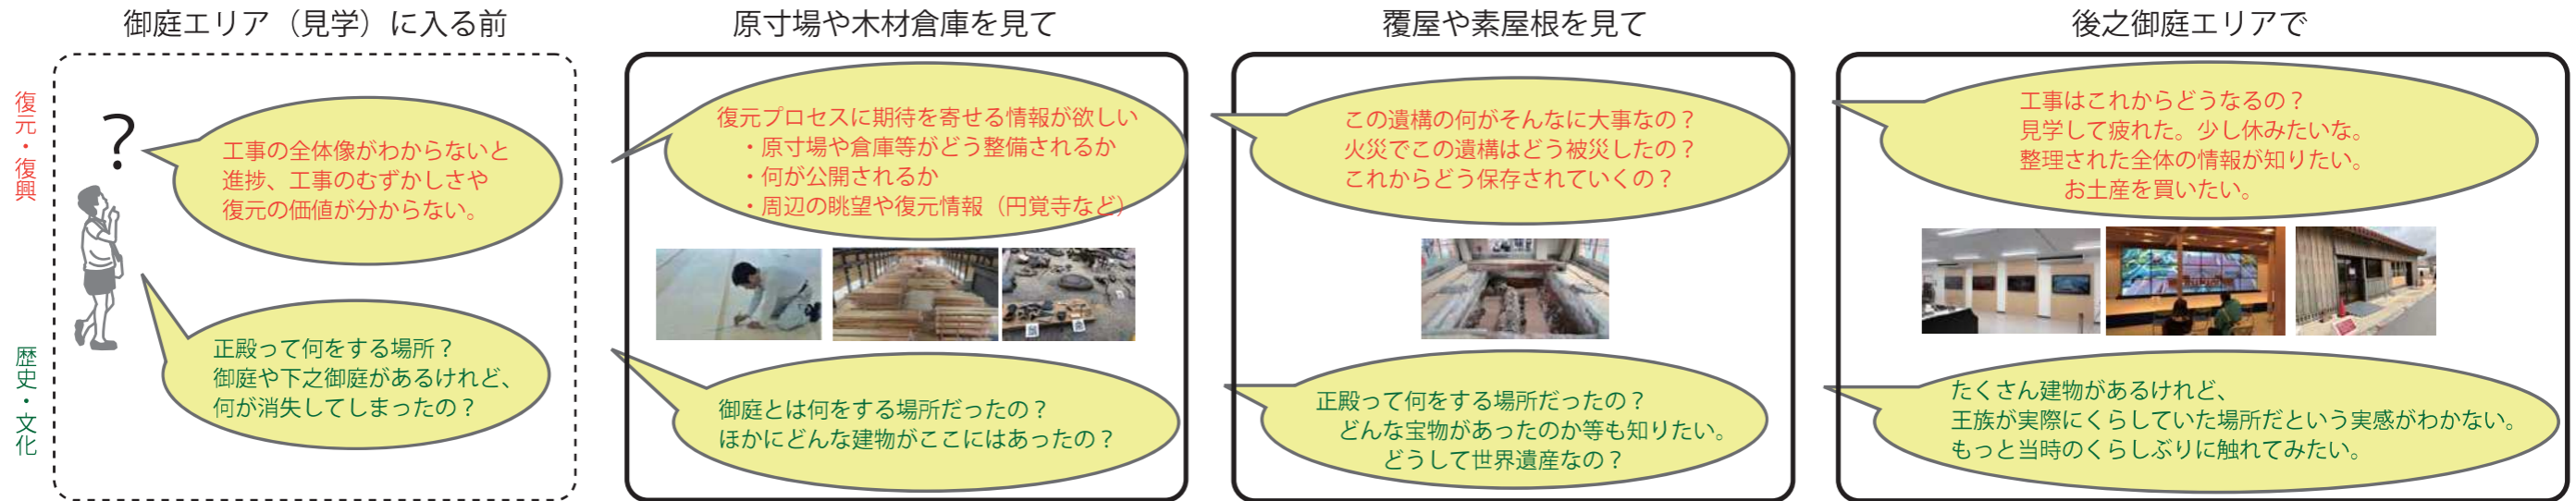 御庭エリア（見学）に入る前
原寸場や木材倉庫を見て
覆屋や素屋根を見て
後之御庭エリアで
復元・復興
?
工事の全体像がわからないと
進捗、工事のむずかしさや
復元の価値が分からない。
復元プロセスに期待を寄せる情報が欲しい
・原寸場や倉庫等がどう整備されるか
・何が公開されるか
・周辺の眺望や復元情報（円覚寺など）
この遺構の何がそんなに大事なの？
火災でこの遺構はどう被災したの？
これからどう保存されていくの？
工事はこれからどうなるの？
見学して疲れた。少し休みたいな。
整理された全体の情報が知りたい。
お土産を買いたい。
歴史・文化
正殿って何をする場所？
御庭や下之御庭があるけれど、
何が消失してしまったの？
御庭とは何をする場所だったの？
ほかにどんな建物がここにはあったの？
正殿って何をする場所だったの？
どんな宝物があったのか等も知りたい。
どうして世界遺産なの？
たくさん建物があるけれど、
王族が実際にくらしていた場所だという実感がわかない。
もっと当時のくらしぶりに触れてみたい。